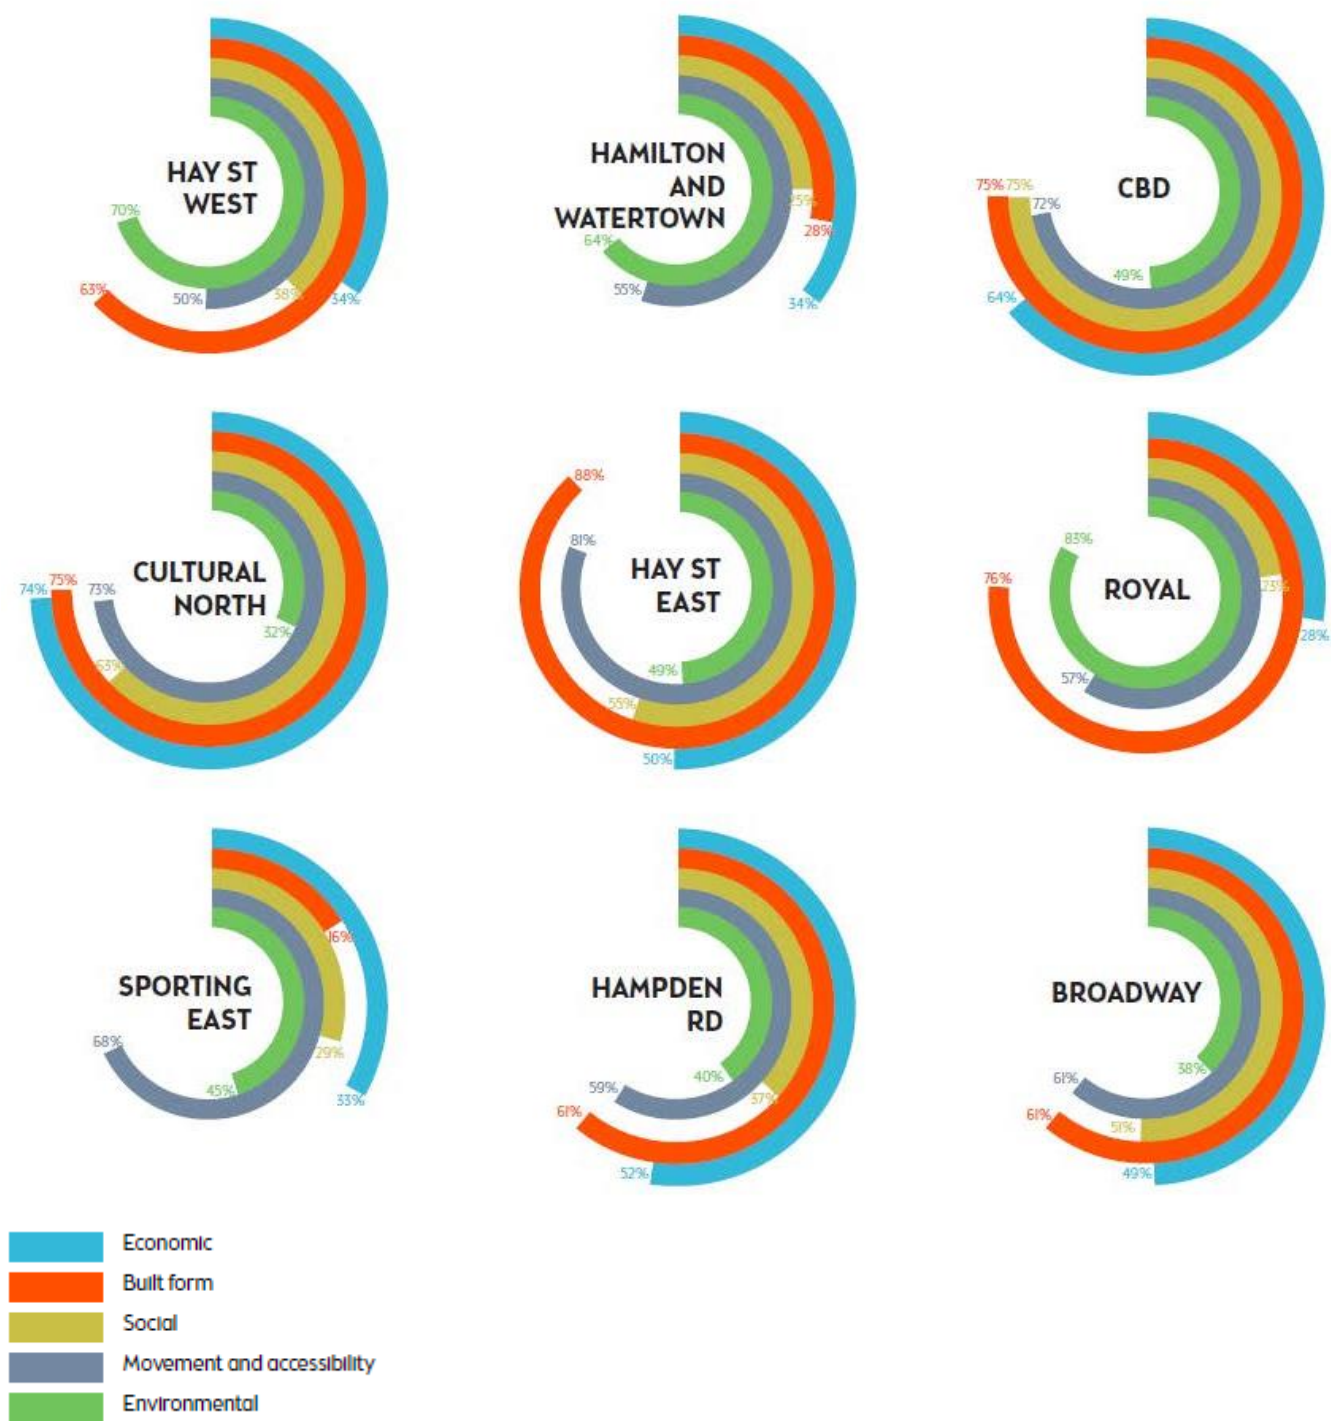 HAY ST
WEST
70%
63%
50%
38%
34%
HAMILTON
AND
WATERTOWN
64%
55%
25%
28%
34%
CBD
75% 75%
72%
64%
49%
CULTURAL
NORTH
74% 75% 73%
63%
32%
HAY ST
EAST
88%
81%
49%
55%
50%
ROYAL
83%
76%
57%
23%
28%
SPORTING
EAST
68%
45%
16%
29%
33%
HAMPDEN
RD
59%
61%
40%
37%
52%
BROADWAY
61%
61%
51%
38%
49%
Economic
Built form
Social
Movement and accessibility
Environmental